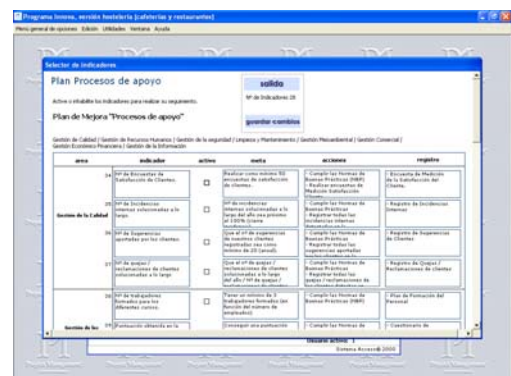 Programa Innova, versión hostelería (cafeterías y restaurantes)
Menú general de opciones Edición Utilidades Ventana Ayuda
Selector de indicadores
Plan Procesos de apoyo
salida
Nº de Indicadores 28
guardar cambios
Active o inhabilite los indicadores para realizar su seguimiento.
Plan de Mejora "Procesos de apoyo"
Gestión de Calidad / Gestión de Recursos Humanos / Gestión de la seguridad / Limpieza y Mantenimiento / Gestión Medioambiental / Gestión Comercial /
Gestión Económico Financiera / Gestión de la Información
area indicador activo meta acciones registro
Gestión de la Calidad
34 Nº de Encuestas de
Satisfacción de Clientes.
Realizar como mínimo 50
encuestas de satisfacción
de clientes.
- Cumplir las Normas de
Buenas Prácticas (MBP)
- Realizar encuestas de
Medición Satisfacción
- Encuesta de Medición
de la Satisfacción del
Cliente.
35 Nº de Incidencias
internas solucionadas a lo
largo.
Nº de incidencias
internas solucionadas a lo
largo del año sea próximo
al 100% (cierre
- Cumplir las Normas de
Buenas Prácticas
- Registrar todas las
incidencias internas
- Registro de Incidencias
Internas
36 Nº de Sugerencias
aportadas por los clientes
Que el nº de sugerencias
de nuestros clientes
registradas sea como
mínimo de 20 (anual).
- Cumplir las Normas de
Buenas Prácticas
- Registrar todas las
sugerencias aportadas
- Registro de Sugerencias
de Clientes
37 Nº de quejas /
reclamaciones de clientes
solucionadas a lo largo
Que el nº de quejas /
reclamaciones de clientes
solucionadas a lo largo
del año / Nº de quejas /
- Cumplir las Normas de
Buenas Prácticas
- Registrar todas las
quejas / reclamaciones de
- Registro de Quejas /
Reclamaciones de clientes
38 Nº de trabajadores
formados para los
diferentes cursos.
Tener un mínimo de 3
trabajadores formados (en
función del número de
empleados)
- Cumplir las Normas de
Buenas Prácticas
- Plan de Formación del
Personal
Gestión de los
39 Puntuación obtenida en la
Conseguir una puntuación
- Cumplir las Normas de
- Cuestionario de
Usuario activo: 1
Sistema Access© 2000